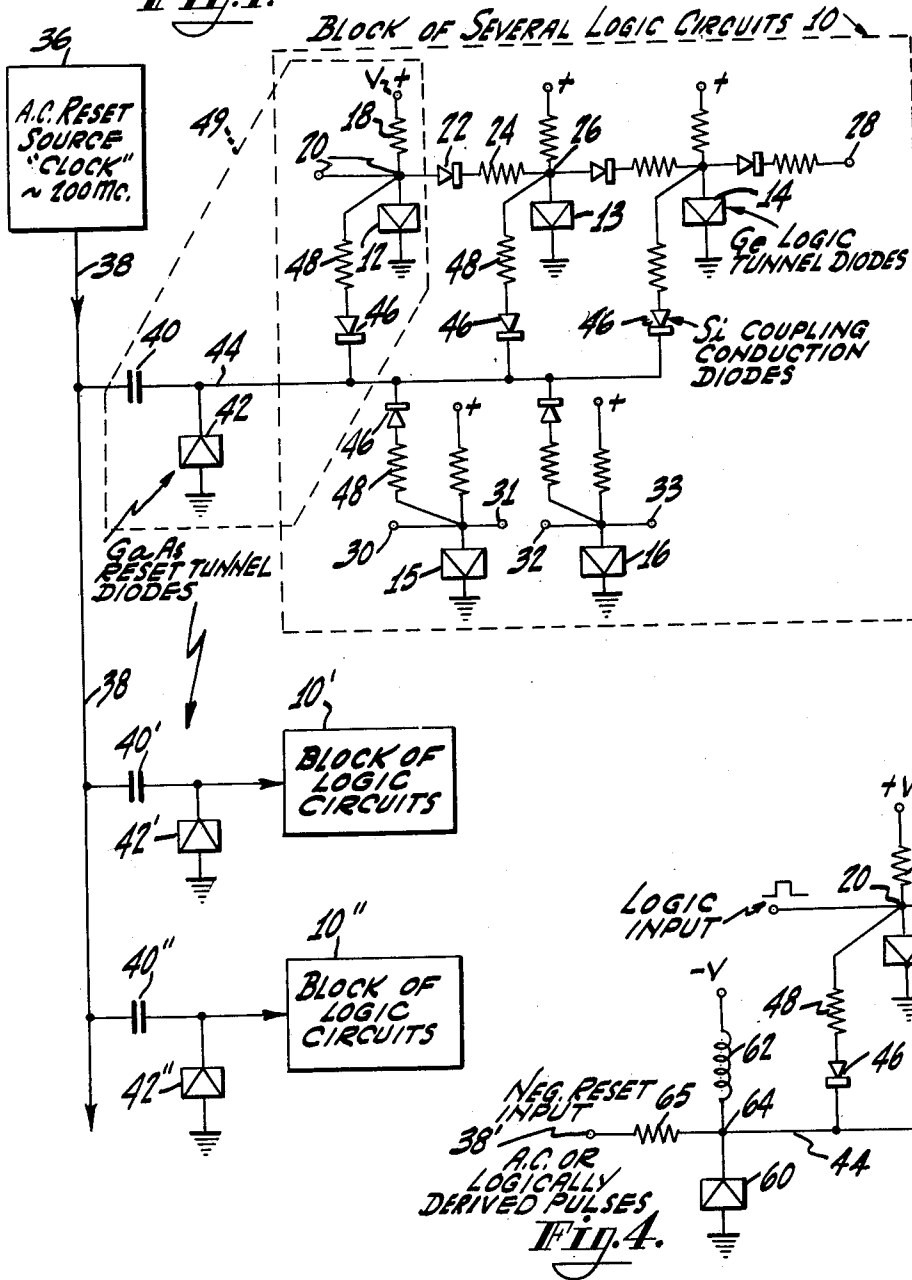 Fig.1.
BLOCK OF SEVERAL LOGIC CIRCUITS 10
36
A.C. RESET
SOURCE
"CLOCK"
~ 200MC.
49
V +
18
20
22
24
+
26
+
28
12
13
14
Ge LOGIC
TUNNEL DIODES
38
48
48
46
46
46
Si COUPLING
CONDUCTION
DIODES
40
44
42
46
+
+
48
30
31
32
33
15
16
GaAs
RESET TUNNEL
DIODES
38
10'
40'
BLOCK OF
LOGIC
CIRCUITS
42'
10"
40"
BLOCK OF
LOGIC
CIRCUITS
42"
+V
20
LOGIC
INPUT
-V
48
62
46
NEG. RESET
INPUT
65
64
38'
44
A.C. OR
LOGICALLY
DERIVED PULSES
60
Fig.4.